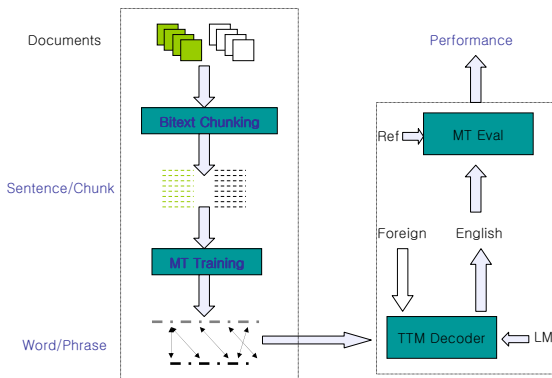 Documents
Bitext Chunking
Sentence/Chunk
MT Training
Word/Phrase
Performance
Ref
MT Eval
Foreign
English
TTM Decoder
LM